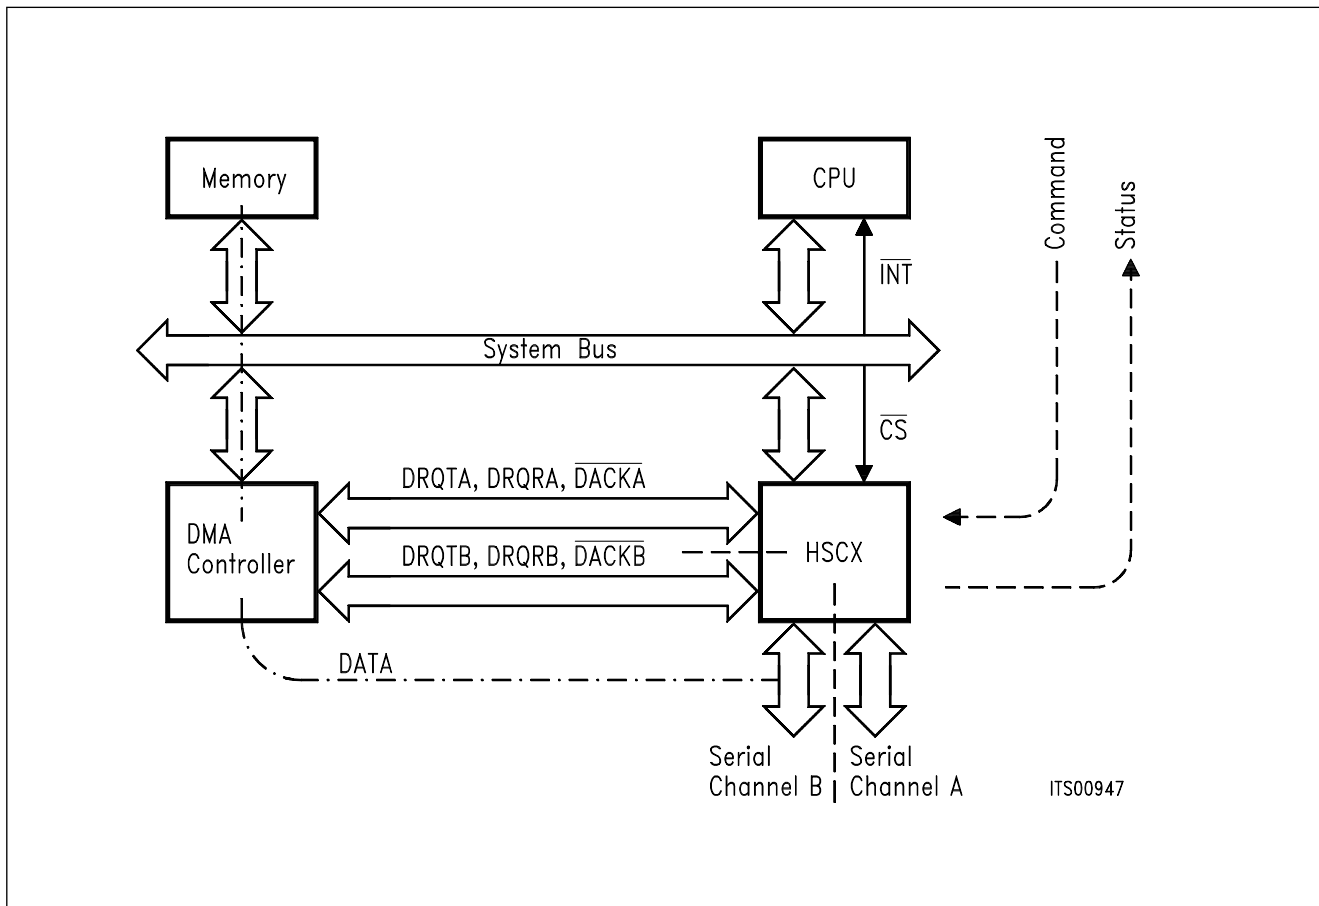 Memory
CPU
Command
Status
INT
System Bus
CS
DRQTA, DRQRA, DACKA
DMA
Controller
DRQTB, DRQRB, DACKB
HSCX
DATA
Serial
Channel B
Serial
Channel A
ITS00947